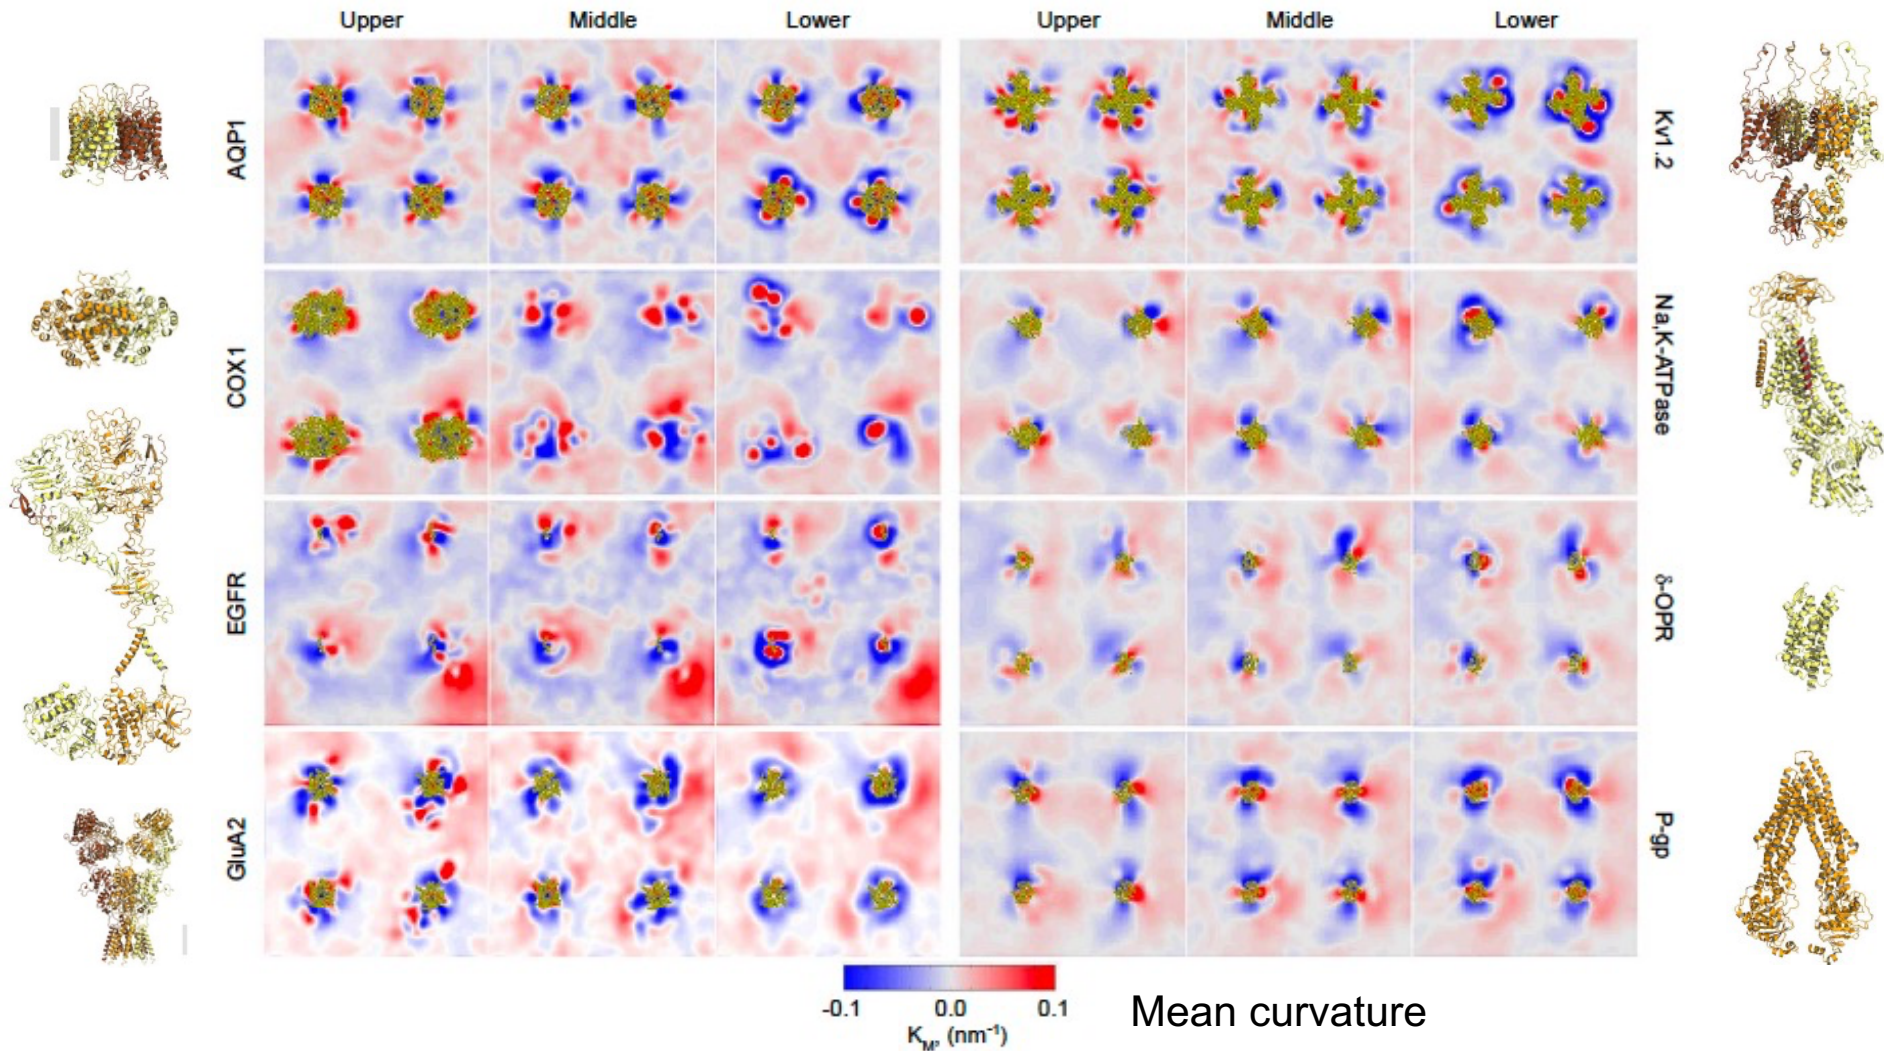 Upper Middle Lower Upper Middle Lower
AQP1
Kv1.2
COX1
Na,K-ATPase
EGFR
δ-OPR
GluA2
P-gp
-0.1 0.0 0.1
K_M, (nm⁻¹)
Mean curvature